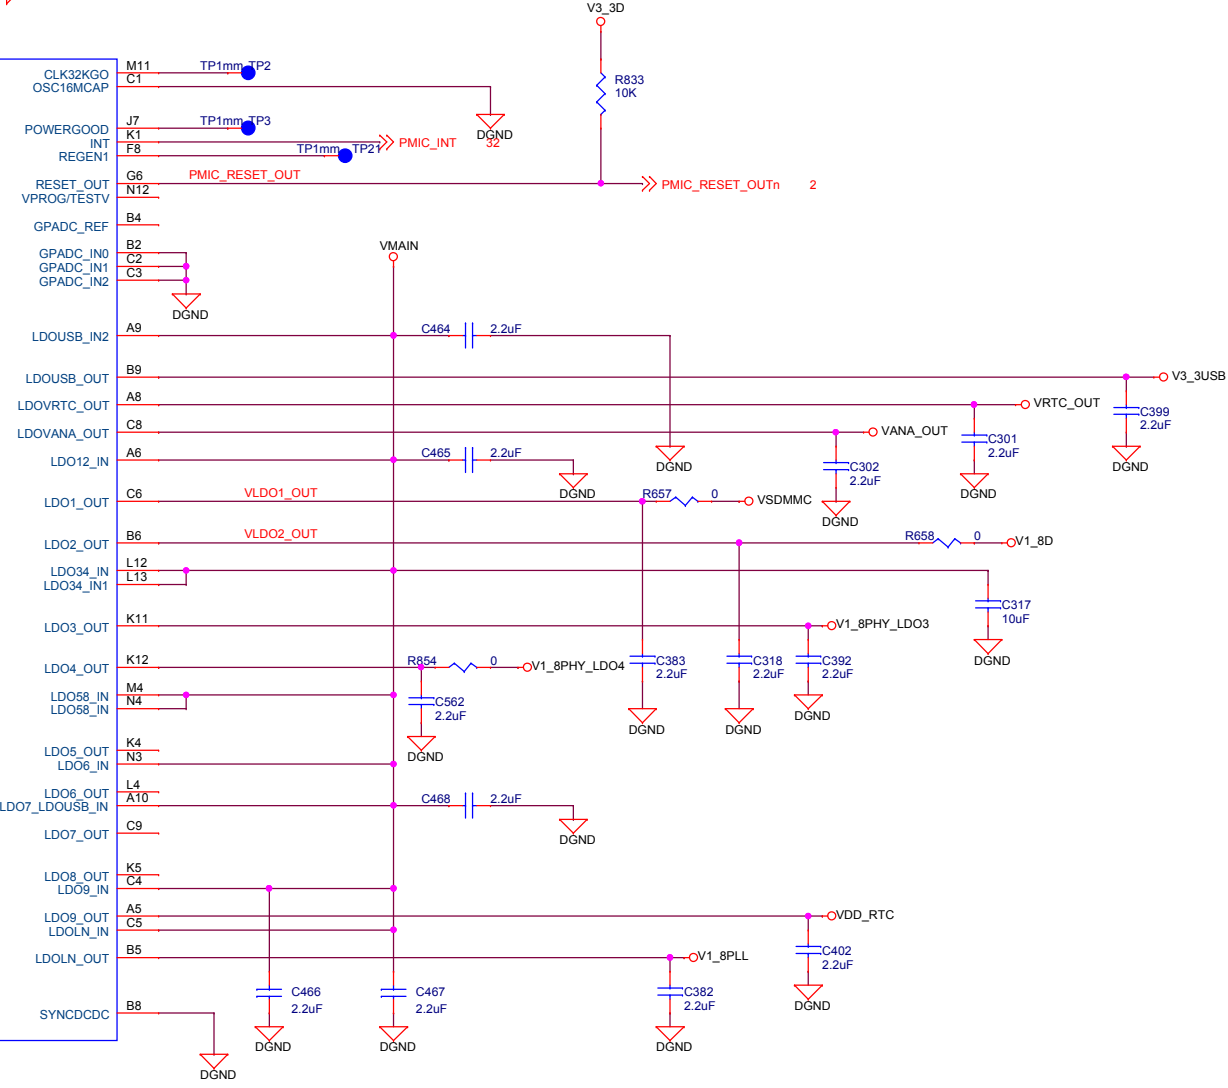 V3_3D
CLK32KGO M11 TP1mm TP2
OSC16MCAP C1
R833
10K
DGND
POWERGOOD J7 TP1mm TP3
INT K1 PMIC_INT 32
REGEN1 F8 TP1mm TP21
RESET_OUT G6 PMIC_RESET_OUT PMIC_RESET_OUTn 2
VPROG/TESTV N12
GPADC_REF B4
VMAIN
GPADC_IN0 B2
GPADC_IN1 C2
GPADC_IN2 C3
DGND
LDOUSB_IN2 A9 C464 2.2uF
LDOUSB_OUT B9 V3_3USB
LDOVRTC_OUT A8 VRTC_OUT
C399
2.2uF
LDOVANA_OUT C8 VANA_OUT
C301
2.2uF
LDO12_IN A6 C465 2.2uF
DGND
C302
2.2uF
DGND
DGND
DGND
LDO1_OUT C6 VLDO1_OUT R657 0 VSDMMC
DGND
LDO2_OUT B6 VLDO2_OUT R658 0 V1_8D
LDO34_IN L12
LDO34_IN1 L13
C317
10uF
DGND
LDO3_OUT K11 V1_8PHY_LDO3
LDO4_OUT K12 R854 0 V1_8PHY_LDO4
C383
2.2uF
C318
2.2uF
C392
2.2uF
LDO58_IN M4
LDO58_IN N4
C562
2.2uF
DGND
DGND
DGND
DGND
LDO5_OUT K4
LDO6_IN N3
LDO6_OUT L4
LDO7_LDOUSB_IN A10 C468 2.2uF
DGND
LDO7_OUT C9
LDO8_OUT K5
LDO9_IN C4
LDO9_OUT A5 VDD_RTC
LDOLN_IN C5
C402
2.2uF
LDOLN_OUT B5 V1_8PLL
C466
2.2uF
C467
2.2uF
C382
2.2uF
DGND
SYNCDCDC B8
DGND
DGND
DGND
DGND